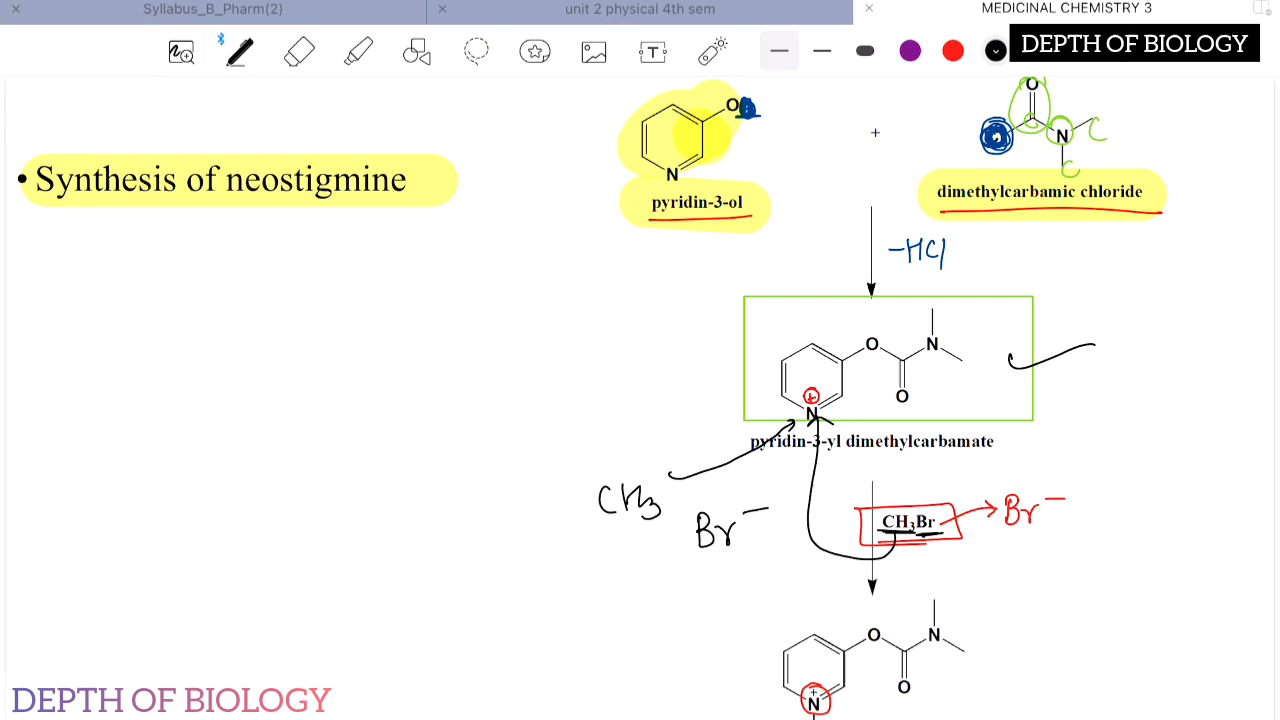 Syllabus_B_Pharm(2)
unit 2 physical 4th sem
MEDICINAL CHEMISTRY 3
DEPTH OF BIOLOGY
T
O
O
+
N
C
N
C
• Synthesis of neostigmine
dimethylcarbamic chloride
pyridin-3-ol
-HCl
O
N
+
O
N
pyridin-3-yl dimethylcarbamate
CH3
Br-
CH3Br
Br-
O
N
O
+
N
DEPTH OF BIOLOGY